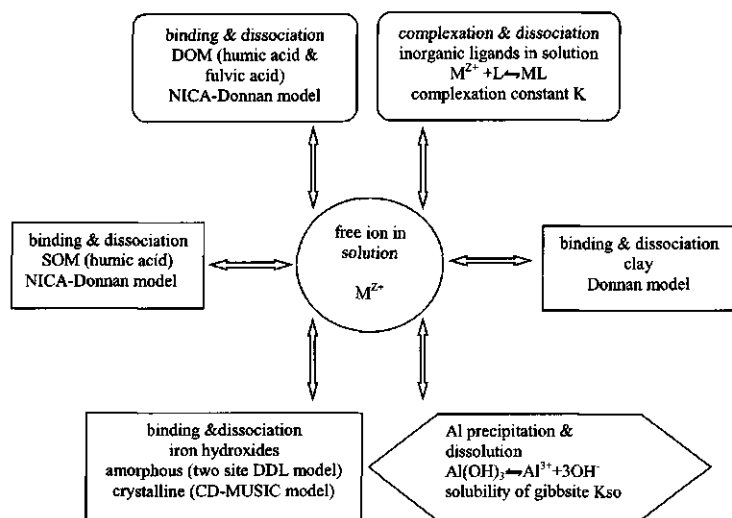 binding & dissociation
DOM (humic acid &
fulvic acid)
NICA-Donnan model
complexation & dissociation
inorganic ligands in solution
M^Z+ +L⇋ML
complexation constant K
free ion in
solution
M^Z+
binding & dissociation
SOM (humic acid)
NICA-Donnan model
binding & dissociation
clay
Donnan model
binding &dissociation
iron hydroxides
amorphous (two site DDL model)
crystalline (CD-MUSIC model)
Al precipitation &
dissolution
Al(OH)₃⇋Al³⁺+3OH⁻
solubility of gibbsite Kso